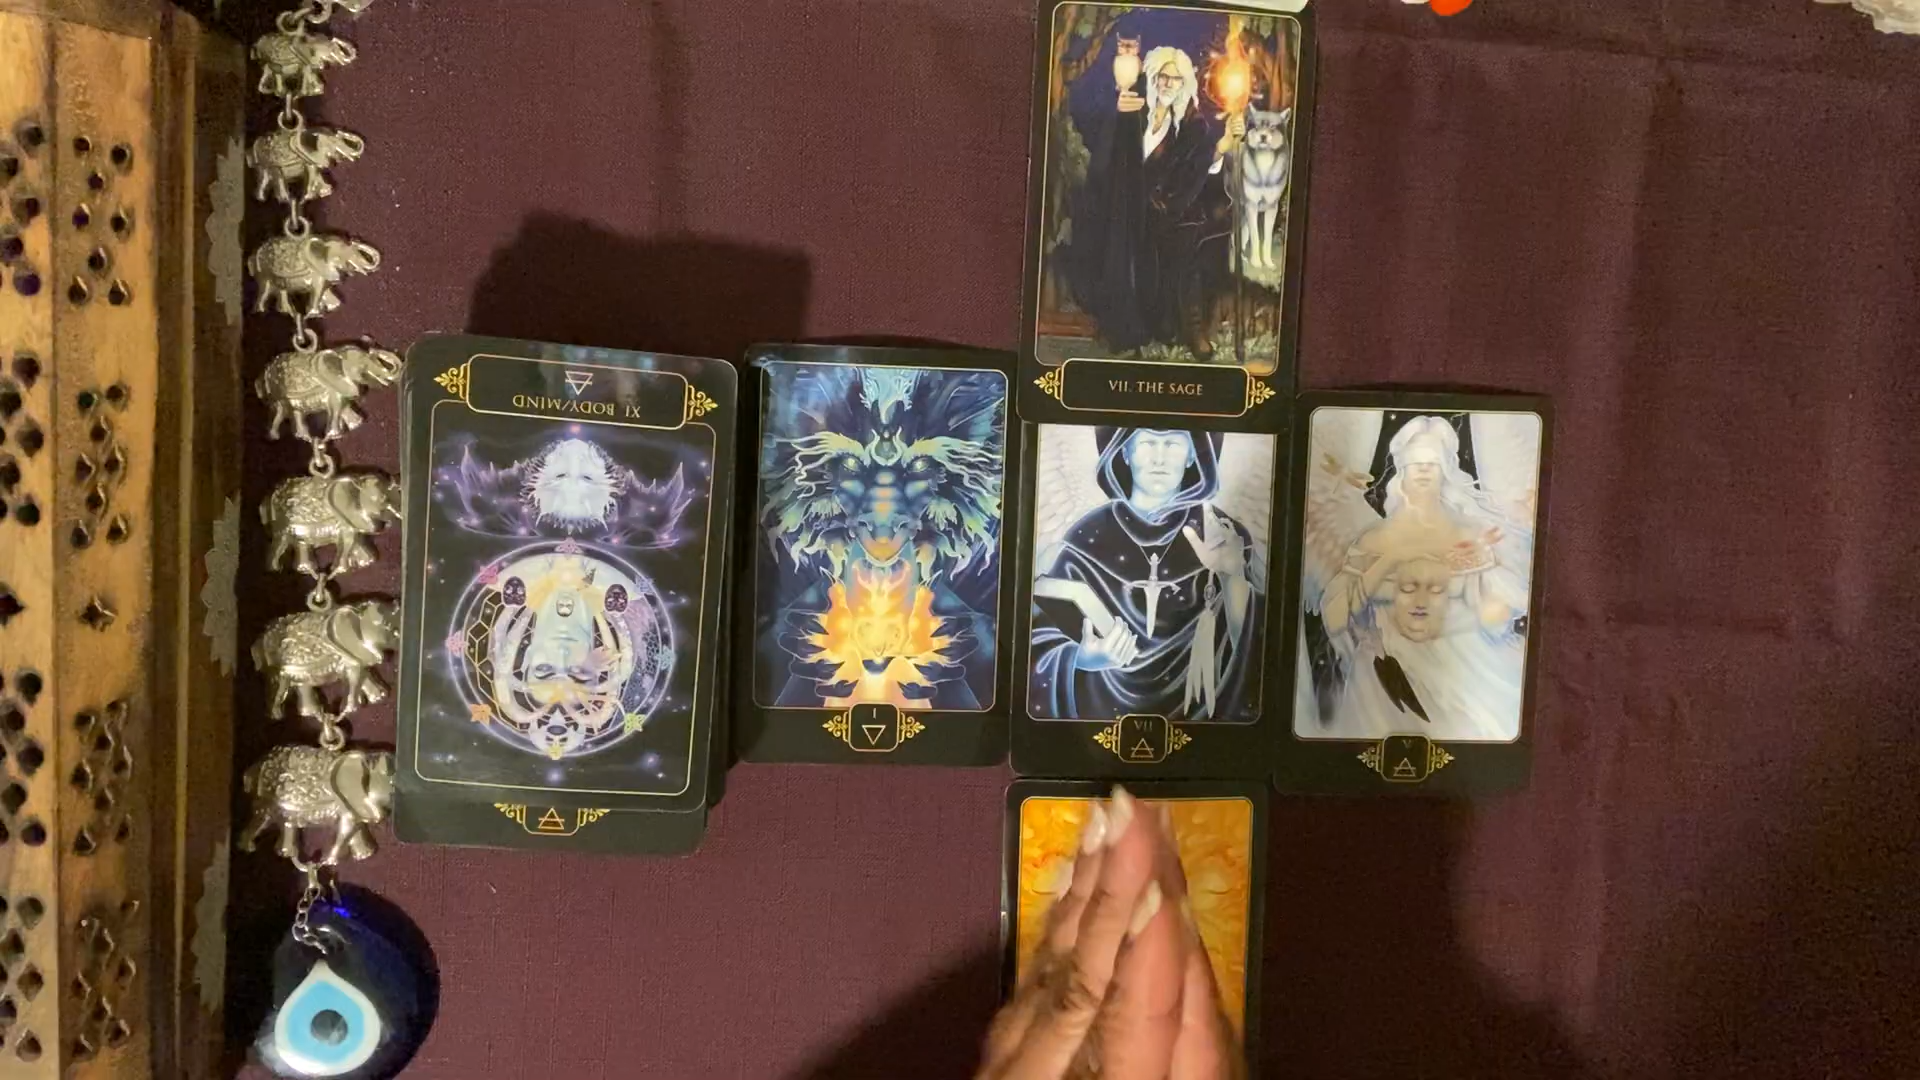 VII. THE SAGE
XI BODY/MIND
I
VII
V